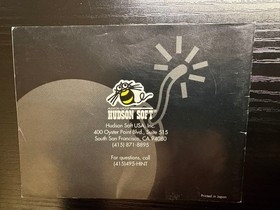 HUDSON SOFT
Hudson Soft USA, Inc.
400 Oyster Point Blvd., Suite 515
South San Francisco, CA 94080
(415) 871-8895
For questions, call
(415)495-HINT
Printed in Japan